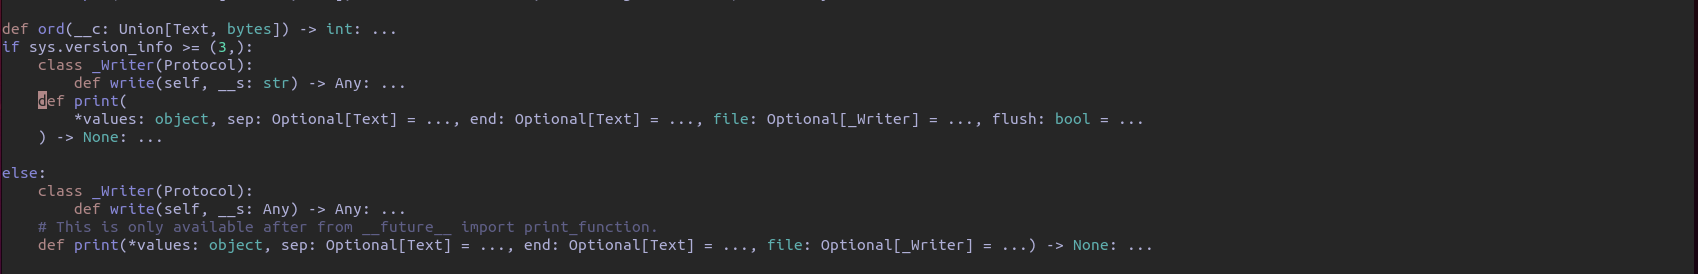 def ord(__c: Union[Text, bytes]) -> int: ...
if sys.version_info >= (3,):
    class _Writer(Protocol):
        def write(self, __s: str) -> Any: ...
    def print(
        *values: object, sep: Optional[Text] = ..., end: Optional[Text] = ..., file: Optional[_Writer] = ..., flush: bool = ...
    ) -> None: ...

else:
    class _Writer(Protocol):
        def write(self, __s: Any) -> Any: ...
    # This is only available after from __future__ import print_function.
    def print(*values: object, sep: Optional[Text] = ..., end: Optional[Text] = ..., file: Optional[_Writer] = ...) -> None: ...